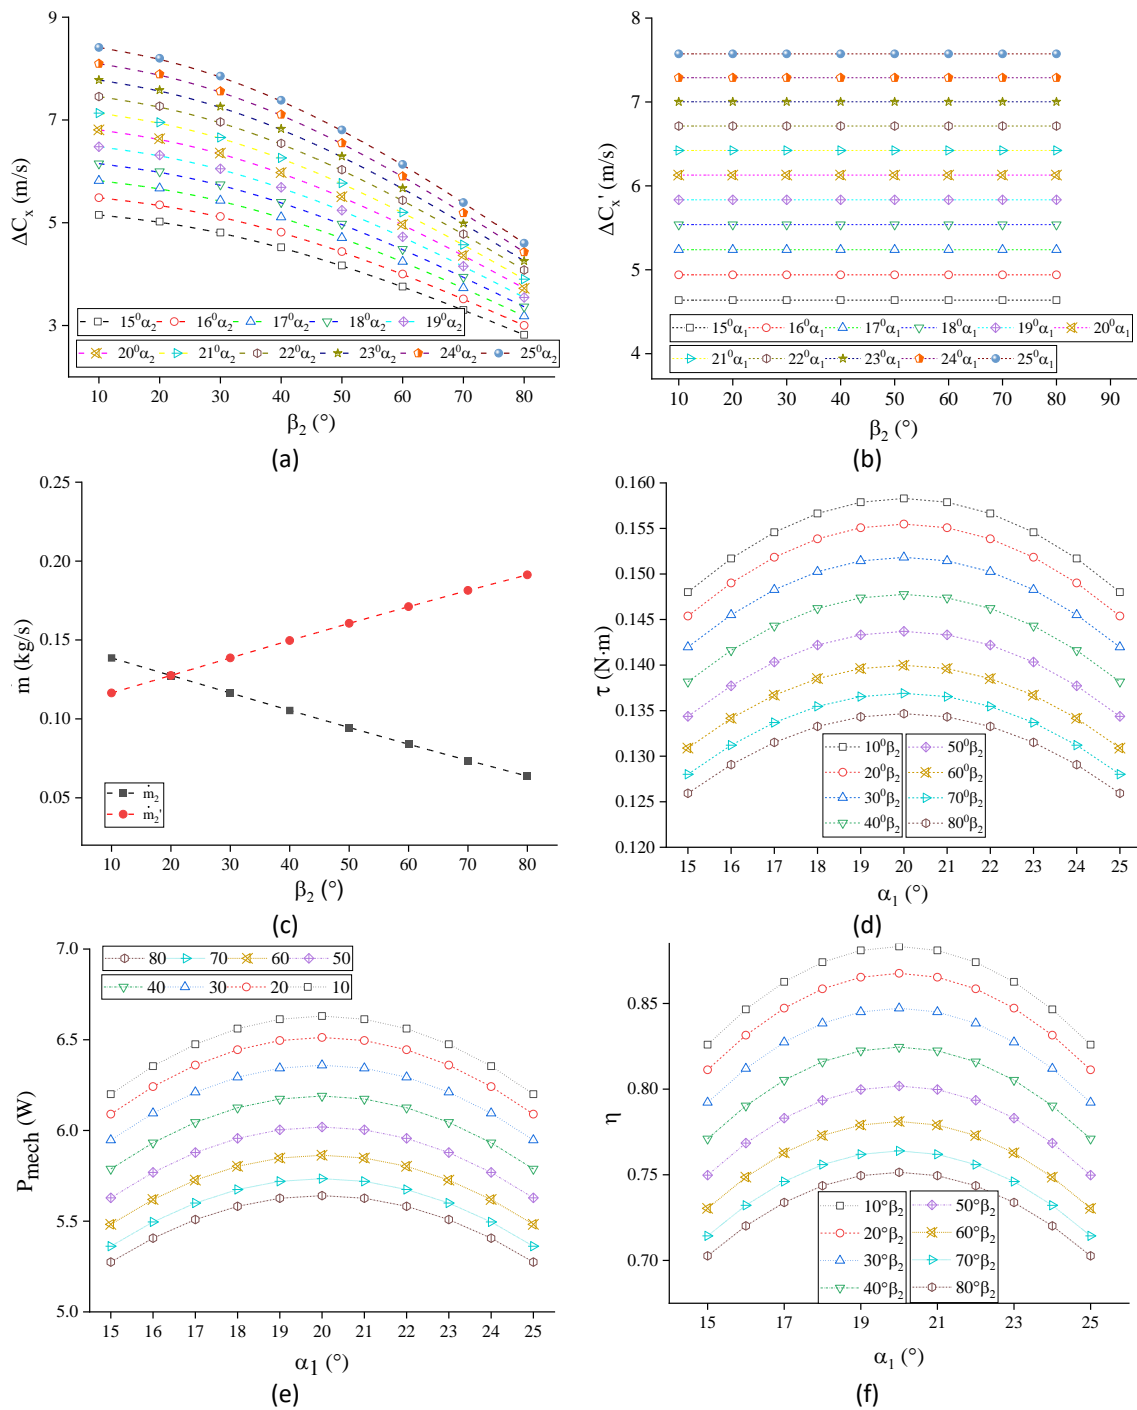 9
7
5
3
ΔCₓ (m/s)
15⁰α₂ 16⁰α₂ 17⁰α₂ 18⁰α₂ 19⁰α₂
20⁰α₂ 21⁰α₂ 22⁰α₂ 23⁰α₂ 24⁰α₂ 25⁰α₂
10 20 30 40 50 60 70 80
β₂ (°)
(a)
8
7
6
5
4
ΔCₓ' (m/s)
15⁰α₁ 16⁰α₁ 17⁰α₁ 18⁰α₁ 19⁰α₁ 20⁰α₁
21⁰α₁ 22⁰α₁ 23⁰α₁ 24⁰α₁ 25⁰α₁
10 20 30 40 50 60 70 80 90
β₂ (°)
(b)
0.25
0.20
0.15
0.10
0.05
ṁ (kg/s)
ṁ₂
ṁ₂'
10 20 30 40 50 60 70 80
β₂ (°)
(c)
0.160
0.155
0.150
0.145
0.140
0.135
0.130
0.125
0.120
τ (N·m)
10⁰β₂ 50⁰β₂
20⁰β₂ 60⁰β₂
30⁰β₂ 70⁰β₂
40⁰β₂ 80⁰β₂
15 16 17 18 19 20 21 22 23 24 25
α₁ (°)
(d)
7.0
6.5
6.0
5.5
5.0
P_mech (W)
80 70 60 50
40 30 20 10
15 16 17 18 19 20 21 22 23 24 25
α₁ (°)
(e)
0.85
0.80
0.75
0.70
η
10°β₂ 50°β₂
20°β₂ 60°β₂
30°β₂ 70°β₂
40°β₂ 80°β₂
15 17 19 21 23 25
α₁ (°)
(f)